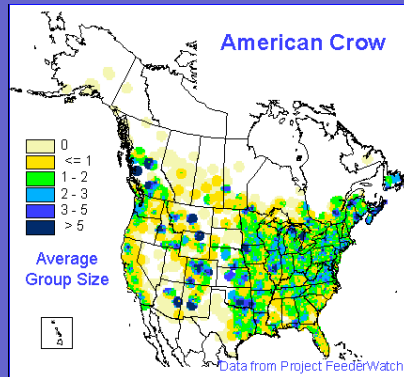 American Crow
0
<= 1
1 - 2
2 - 3
3 - 5
> 5
Average
Group Size
Data from Project FeederWatch